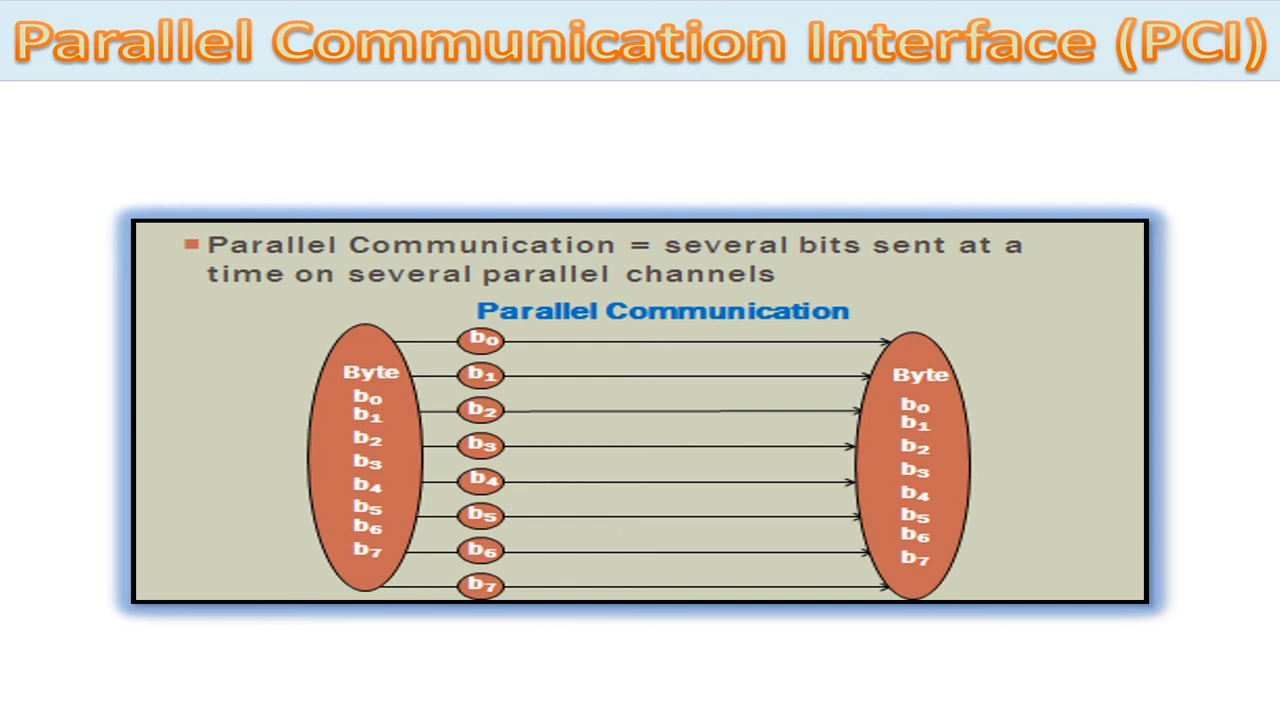 Parallel Communication Interface (PCI)
Parallel Communication = several bits sent at a
time on several parallel channels
Parallel Communication
Byte
b0
b1
b2
b3
b4
b5
b6
b7
b0
b1
b2
b3
b4
b5
b6
b7
Byte
b0
b1
b2
b3
b4
b5
b6
b7